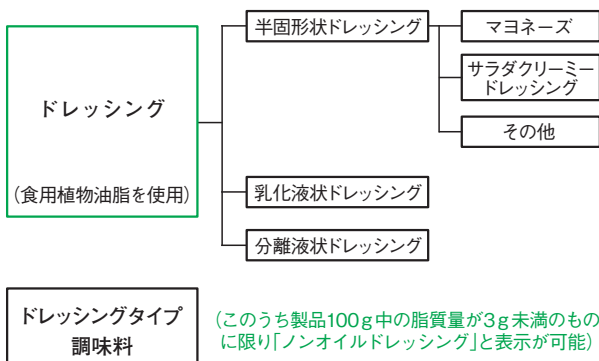 半固形状ドレッシング
マヨネーズ
サラダクリーミー
ドレッシング
その他
ドレッシング
(食用植物油脂を使用)
乳化液状ドレッシング
分離液状ドレッシング
ドレッシングタイプ
調味料
(このうち製品100g中の脂質量が3g未満のもの
に限り「ノンオイルドレッシング」と表示が可能)